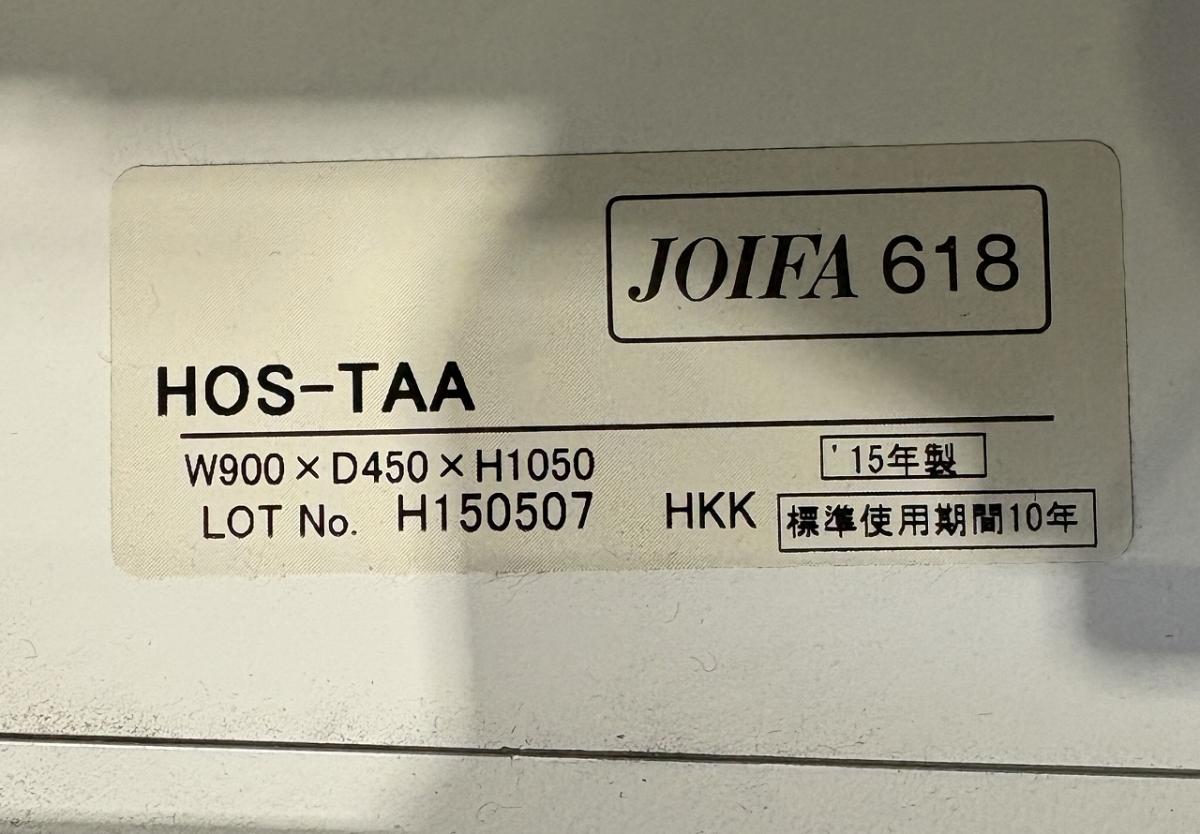 JOIFA 618
HOS-TAA
W900×D450×H1050
'15年製
LOT No. H150507 HKK
標準使用期間10年